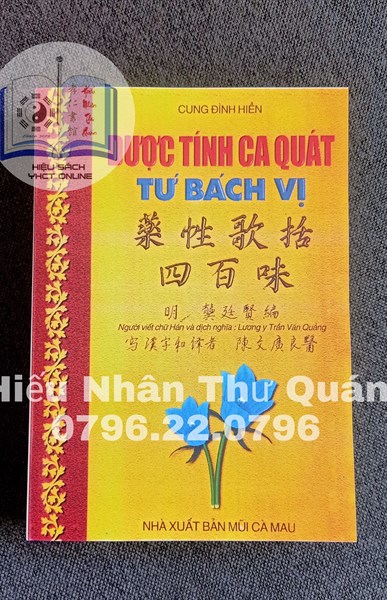 CUNG ĐÌNH HIỀN
DƯỢC TÍNH CA QUÁT
TƯ BÁCH VỊ
藥性歌括
四百味
明 龔廷賢編
Người viết chữ Hán và dịch nghĩa : Lương y Trần Văn Quảng
寫漢字和译者 陳文廣良醫
Hiếu Nhân Thư Quán
0796.22.0796
NHÀ XUẤT BẢN MŨI CÀ MAU
HIỆU SÁCH
YHCT ONLINE